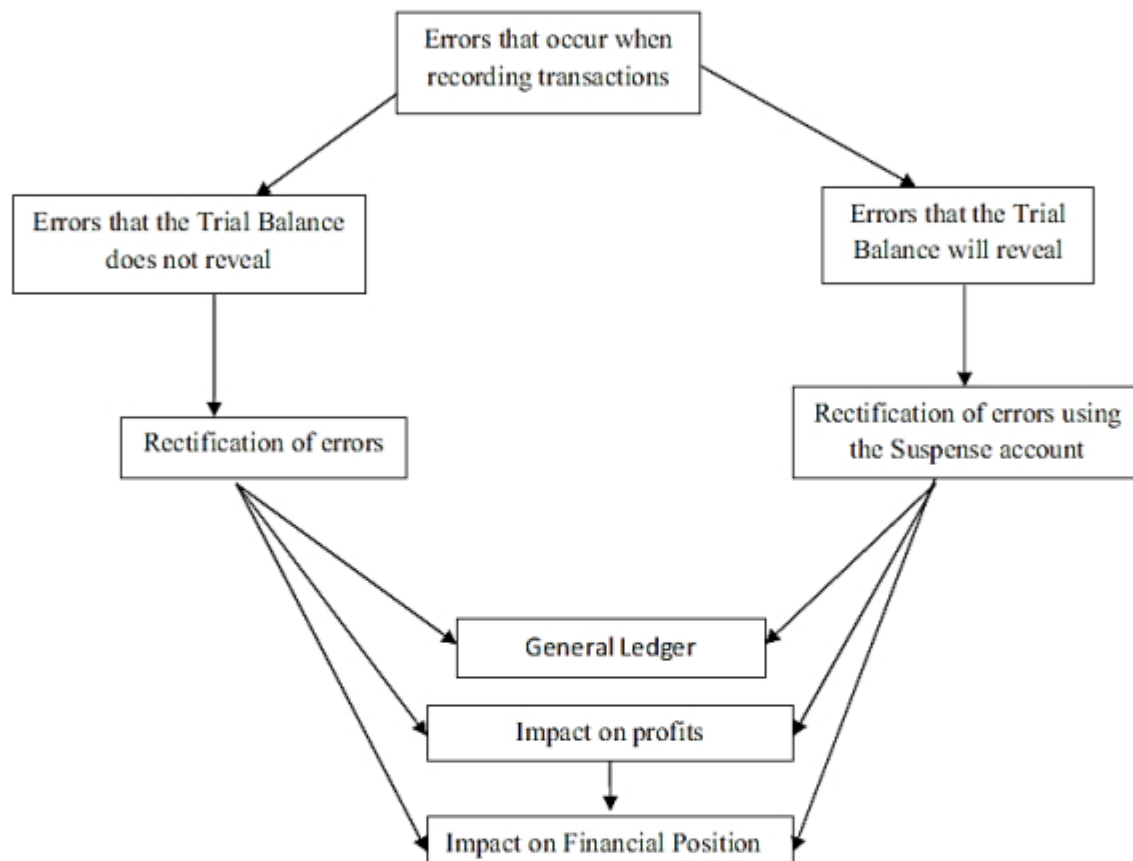 Errors that occur when
recording transactions
Errors that the Trial Balance
does not reveal
Errors that the Trial
Balance will reveal
Rectification of errors
Rectification of errors using
the Suspense account
General Ledger
Impact on profits
Impact on Financial Position